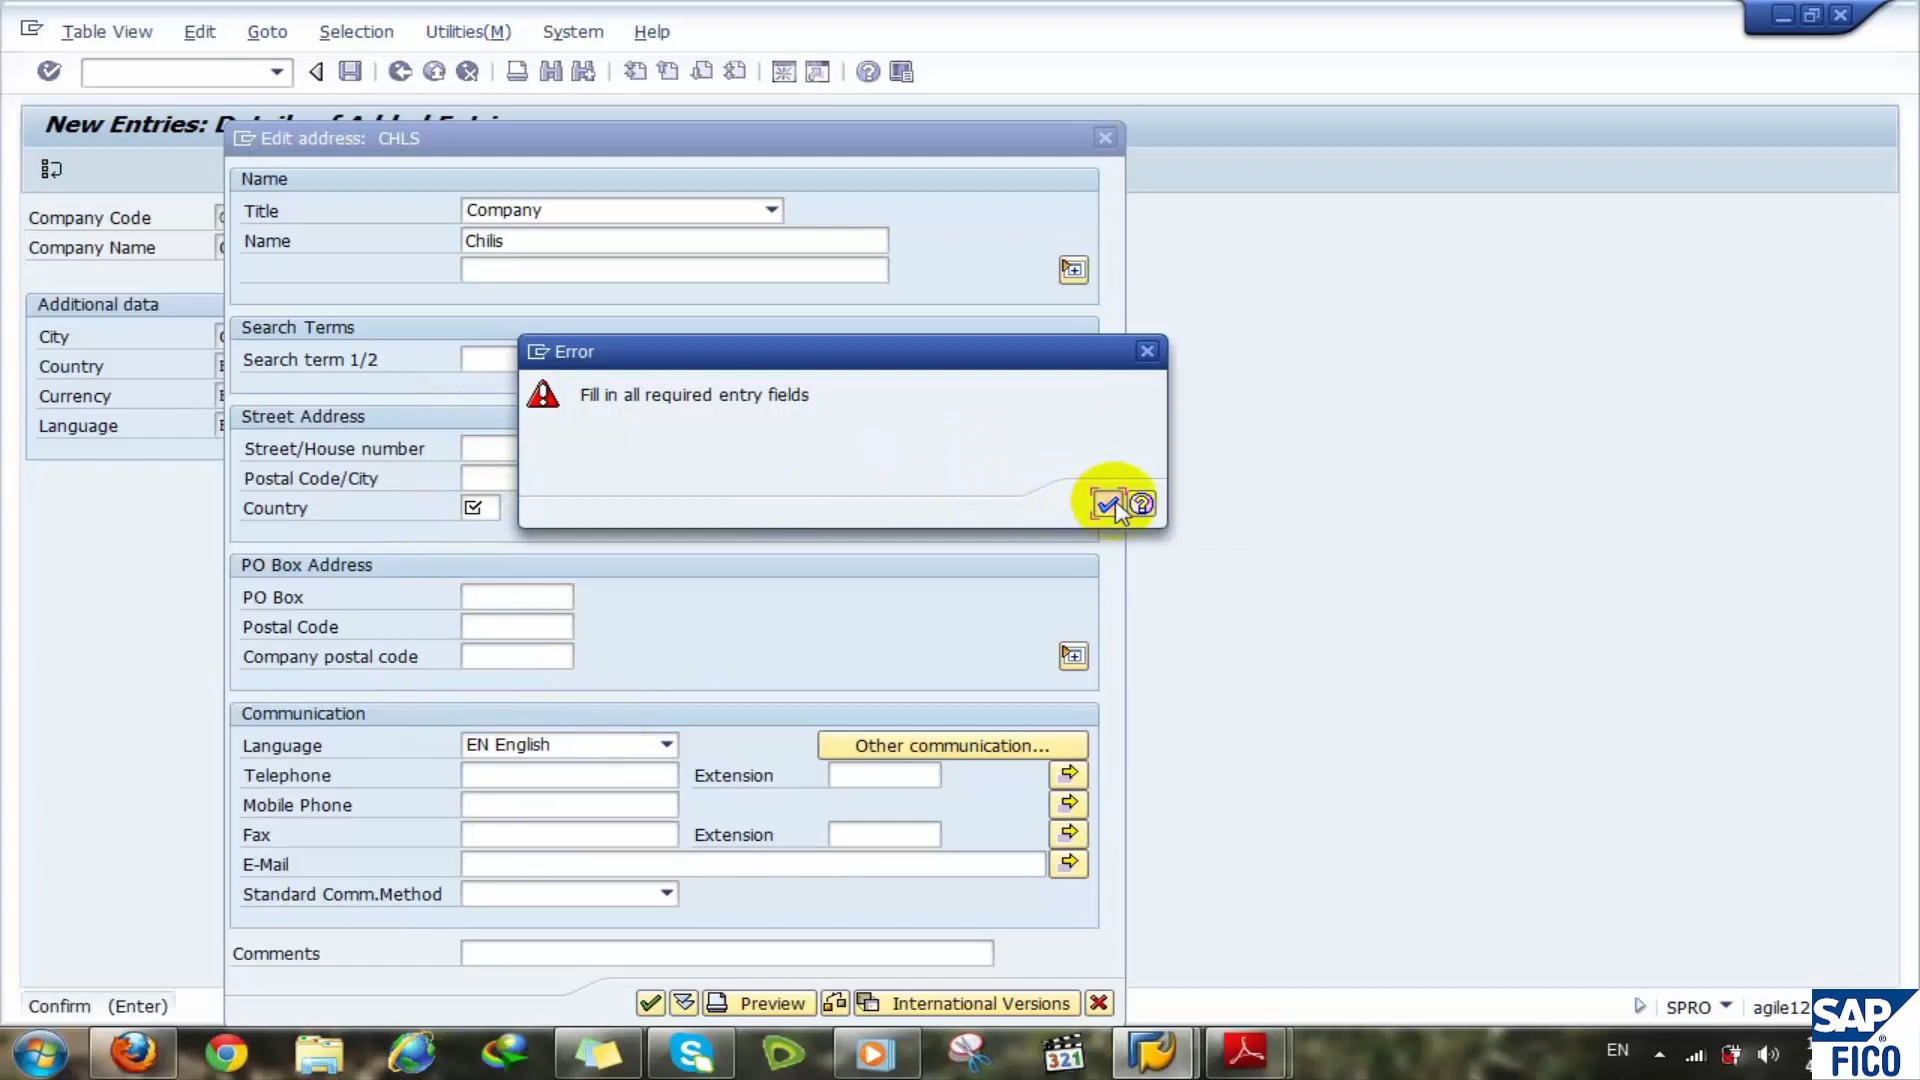 Table View Edit Goto Selection Utilities(M) System Help
New Entries:
Edit address: CHLS
Name
Company Code
Title Company
Company Name
Name Chilis
Additional data
Search Terms
City
Search term 1/2
Error
Country
Fill in all required entry fields
Currency
Street Address
Language
Street/House number
Postal Code/City
Country
PO Box Address
PO Box
Postal Code
Company postal code
Communication
Language EN English Other communication...
Telephone Extension
Mobile Phone
Fax Extension
E-Mail
Standard Comm.Method
Comments
Preview International Versions
Confirm (Enter)
SPRO agile12
EN
321
SAP
FICO